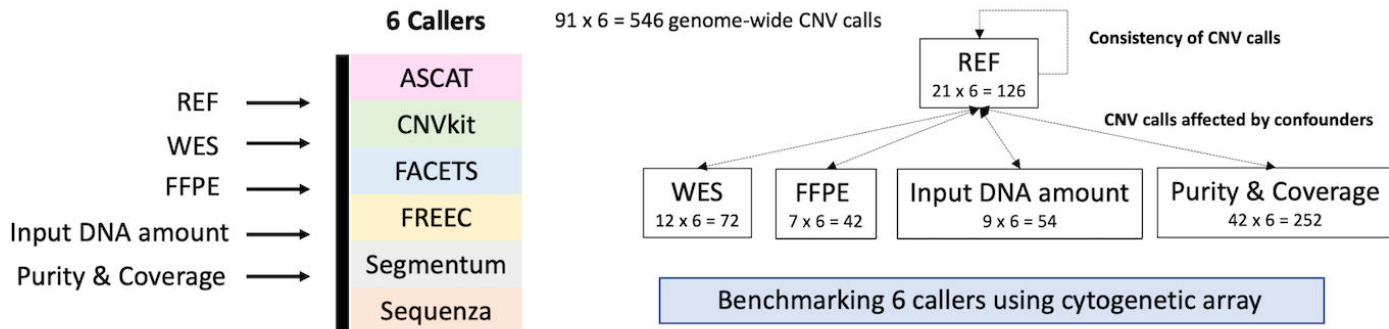 6 Callers
REF
WES
FFPE
Input DNA amount
Purity & Coverage
ASCAT
CNVkit
FACETS
FREEC
Segmentum
Sequenza
91 x 6 = 546 genome-wide CNV calls
REF
21 x 6 = 126
Consistency of CNV calls
CNV calls affected by confounders
WES
12 x 6 = 72
FFPE
7 x 6 = 42
Input DNA amount
9 x 6 = 54
Purity & Coverage
42 x 6 = 252
Benchmarking 6 callers using cytogenetic array